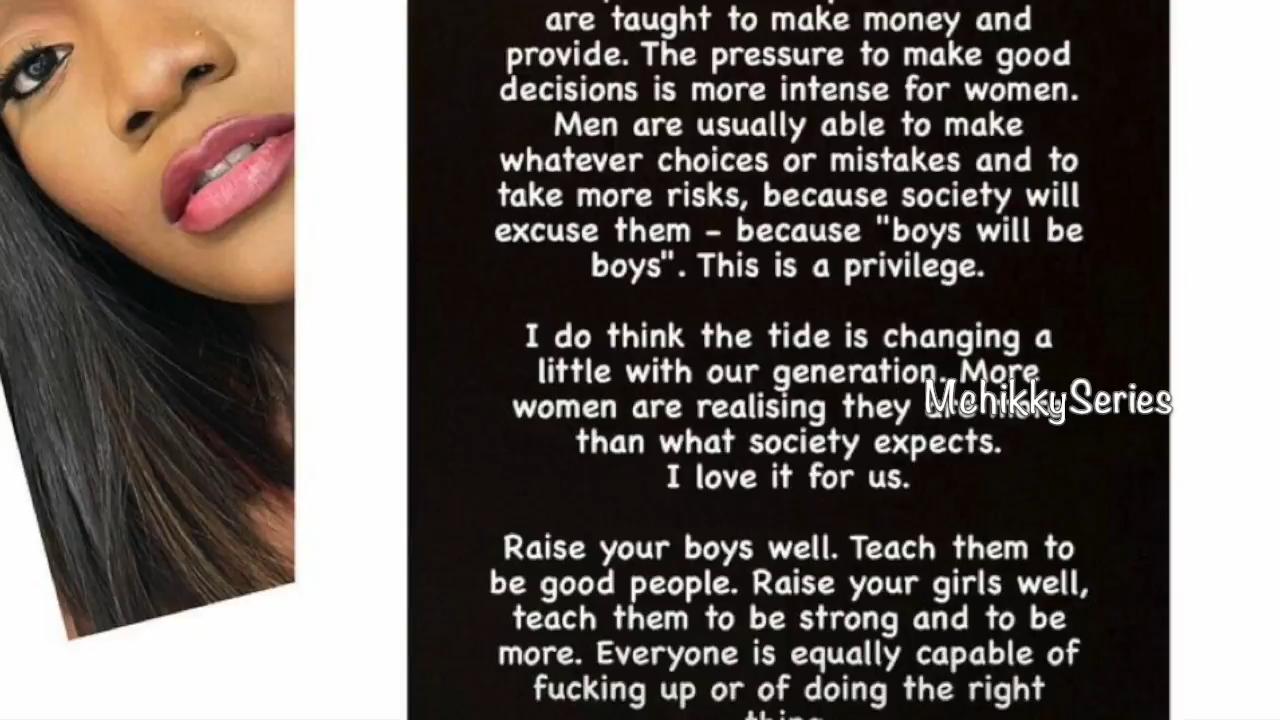 are taught to make money and
provide. The pressure to make good
decisions is more intense for women.
Men are usually able to make
whatever choices or mistakes and to
take more risks, because society will
excuse them - because "boys will be
boys". This is a privilege.
I do think the tide is changing a
little with our generation. More
women are realising they
MchikkySeries
than what society expects.
I love it for us.
Raise your boys well. Teach them to
be good people. Raise your girls well,
teach them to be strong and to be
more. Everyone is equally capable of
fucking up or of doing the right